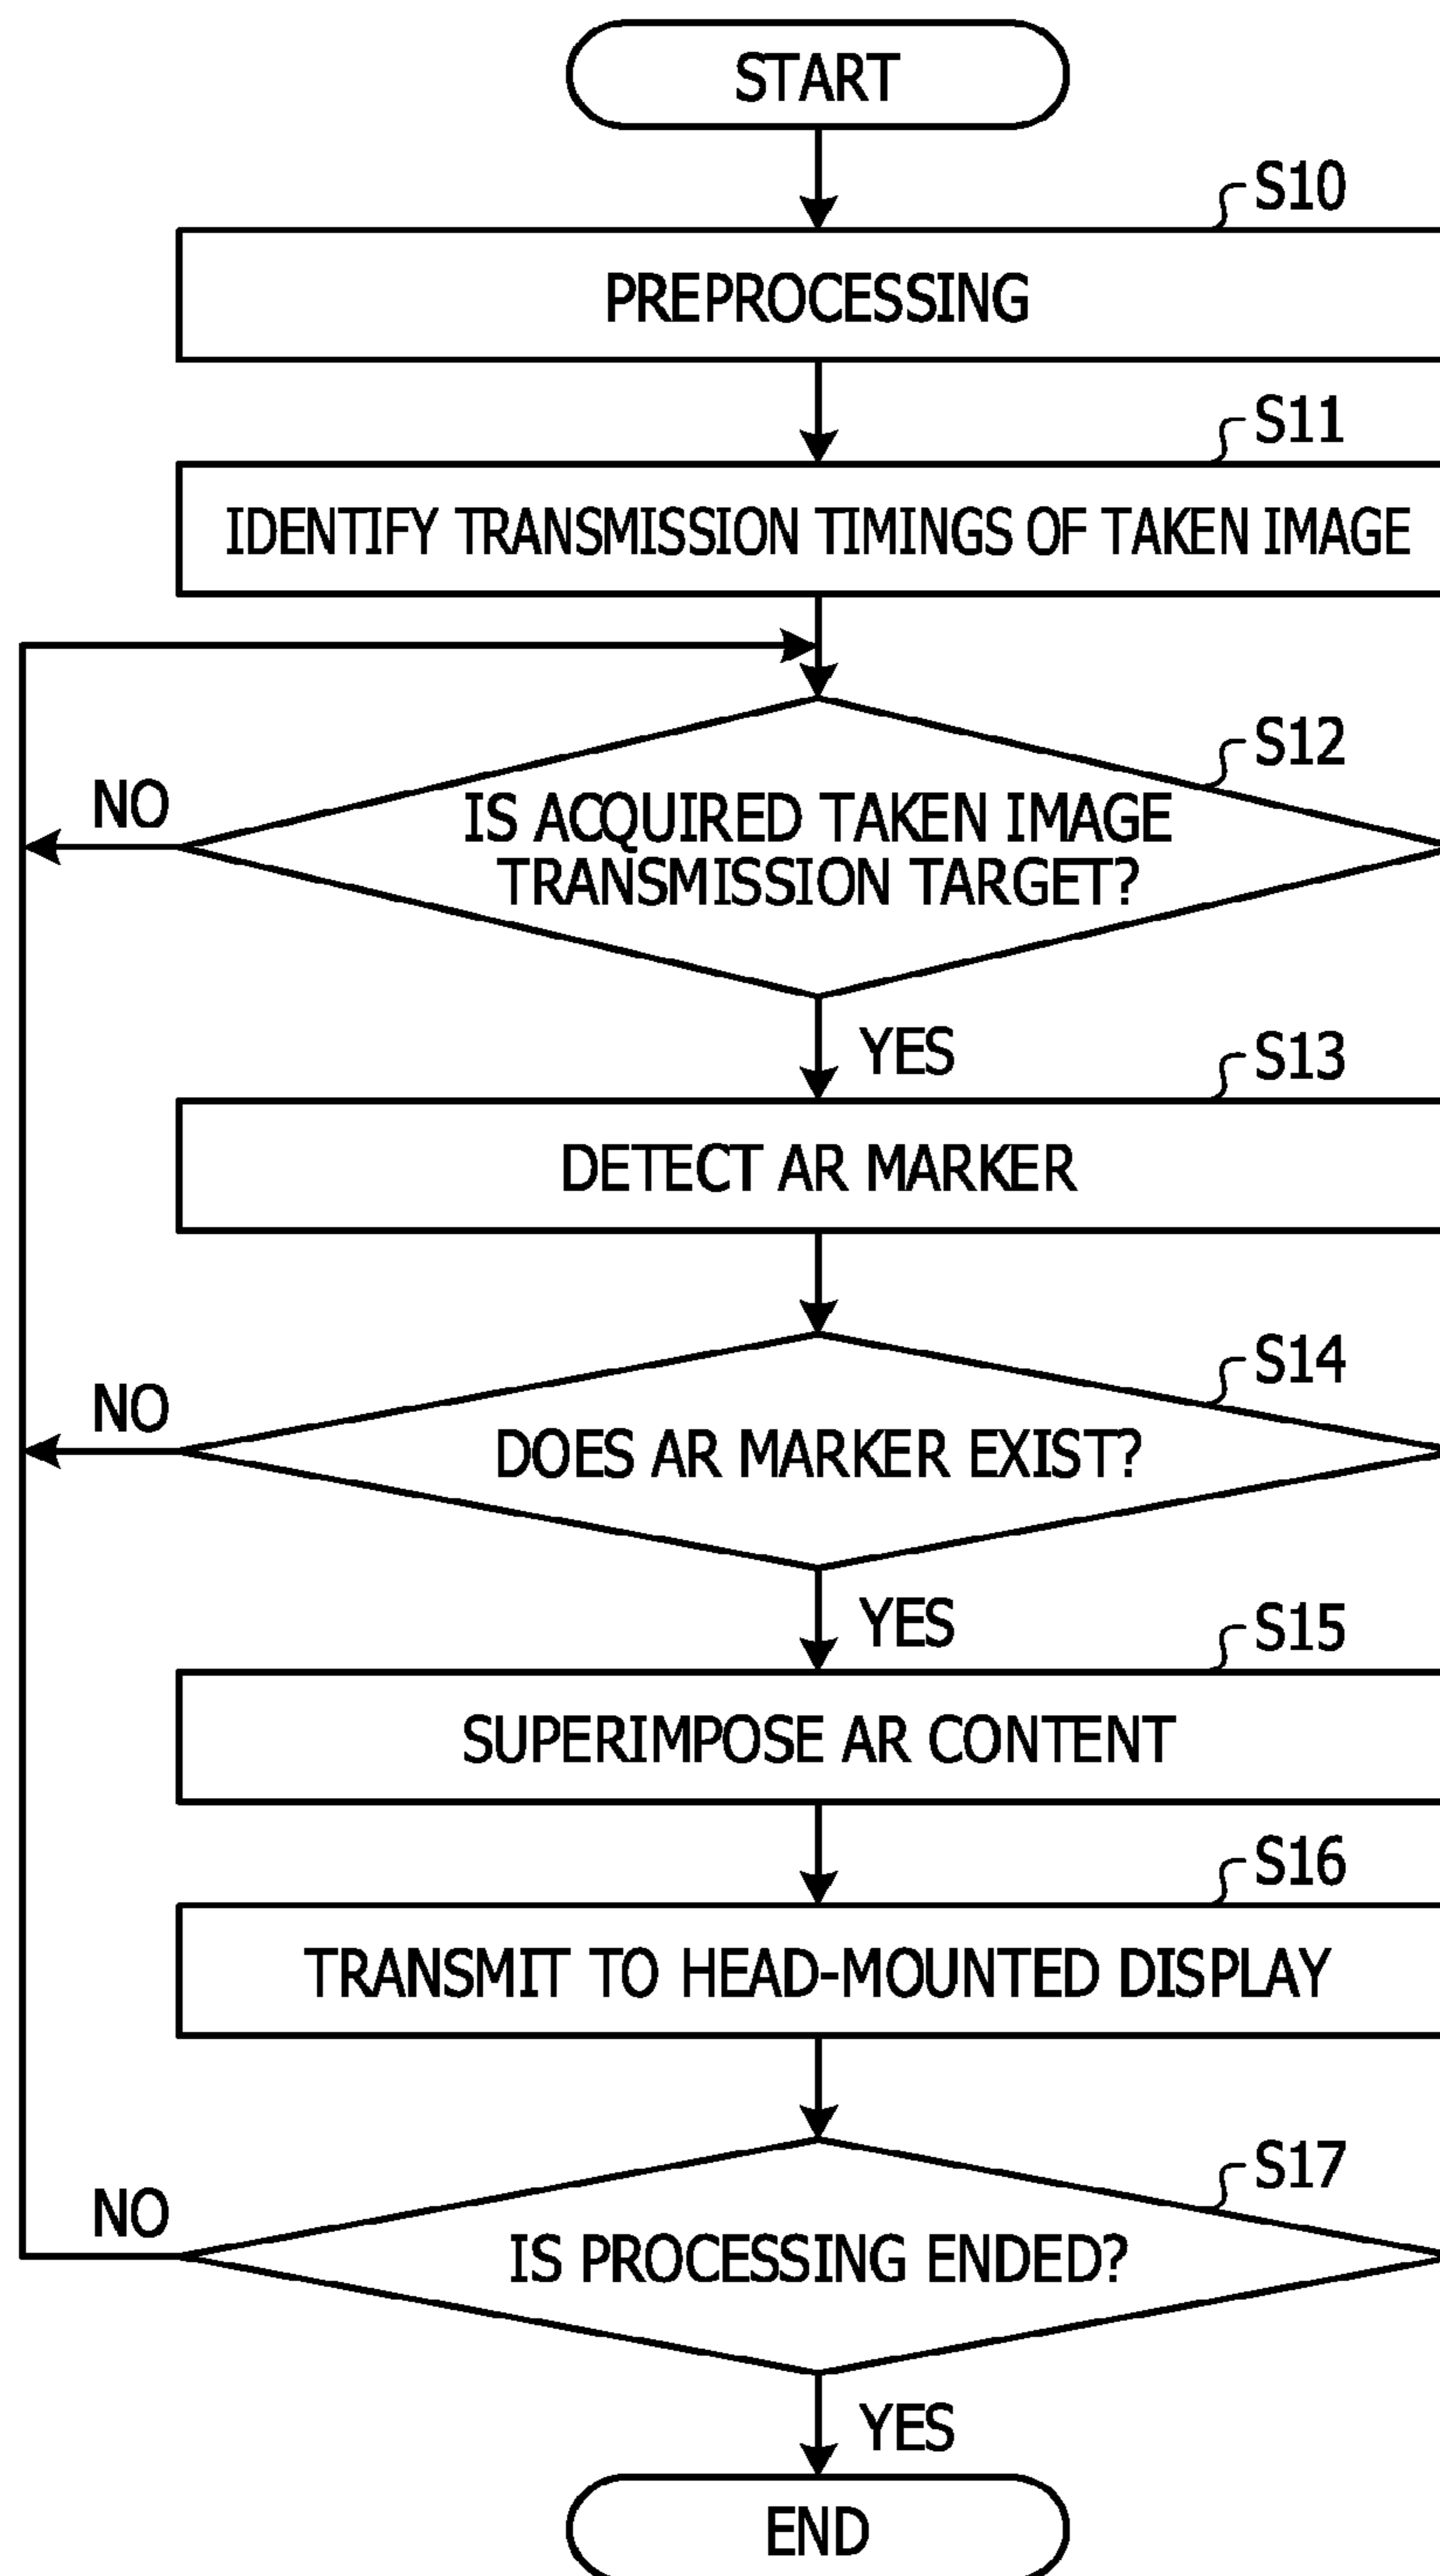 START
S10
PREPROCESSING
S11
IDENTIFY TRANSMISSION TIMINGS OF TAKEN IMAGE
S12
NO
IS ACQUIRED TAKEN IMAGE
TRANSMISSION TARGET?
YES
S13
DETECT AR MARKER
S14
NO
DOES AR MARKER EXIST?
YES
S15
SUPERIMPOSE AR CONTENT
S16
TRANSMIT TO HEAD-MOUNTED DISPLAY
S17
NO
IS PROCESSING ENDED?
YES
END